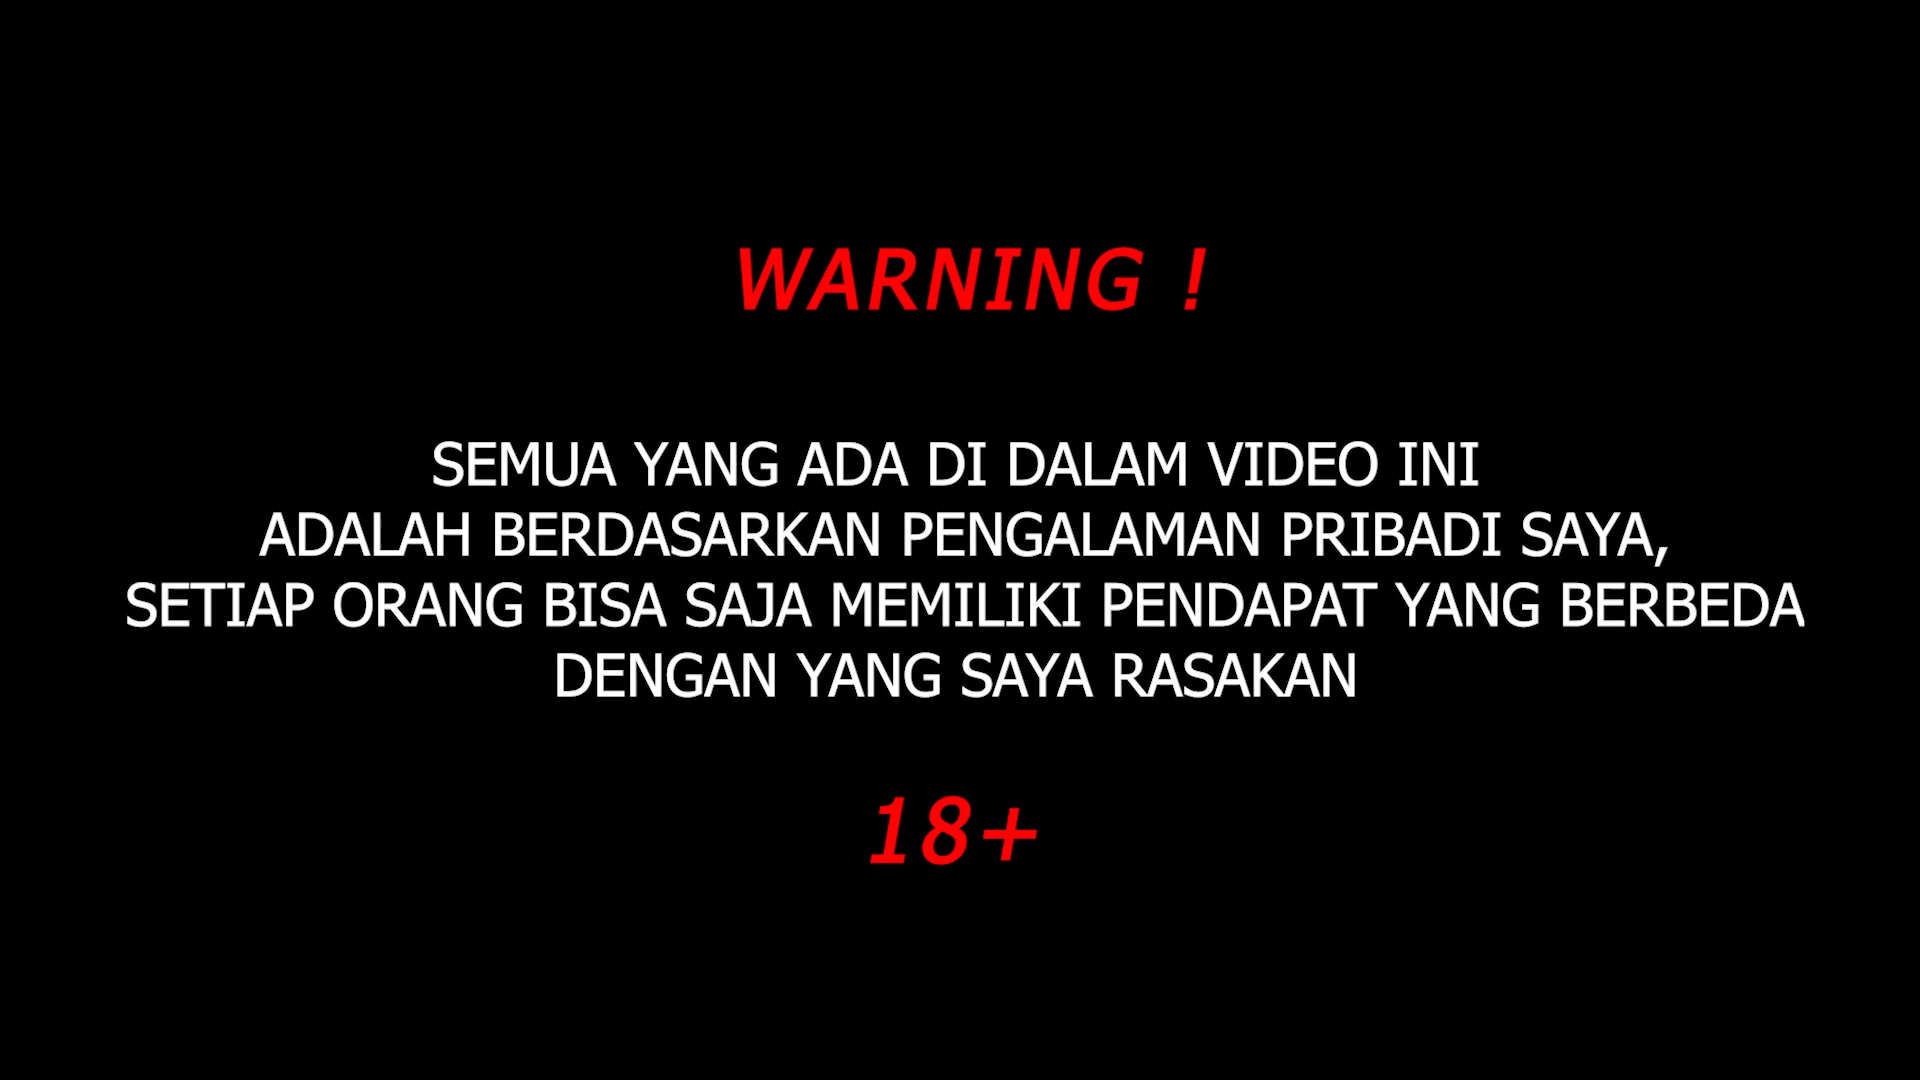 WARNING !
SEMUA YANG ADA DI DALAM VIDEO INI
ADALAH BERDASARKAN PENGALAMAN PRIBADI SAYA,
SETIAP ORANG BISA SAJA MEMILIKI PENDAPAT YANG BERBEDA
DENGAN YANG SAYA RASAKAN
18+